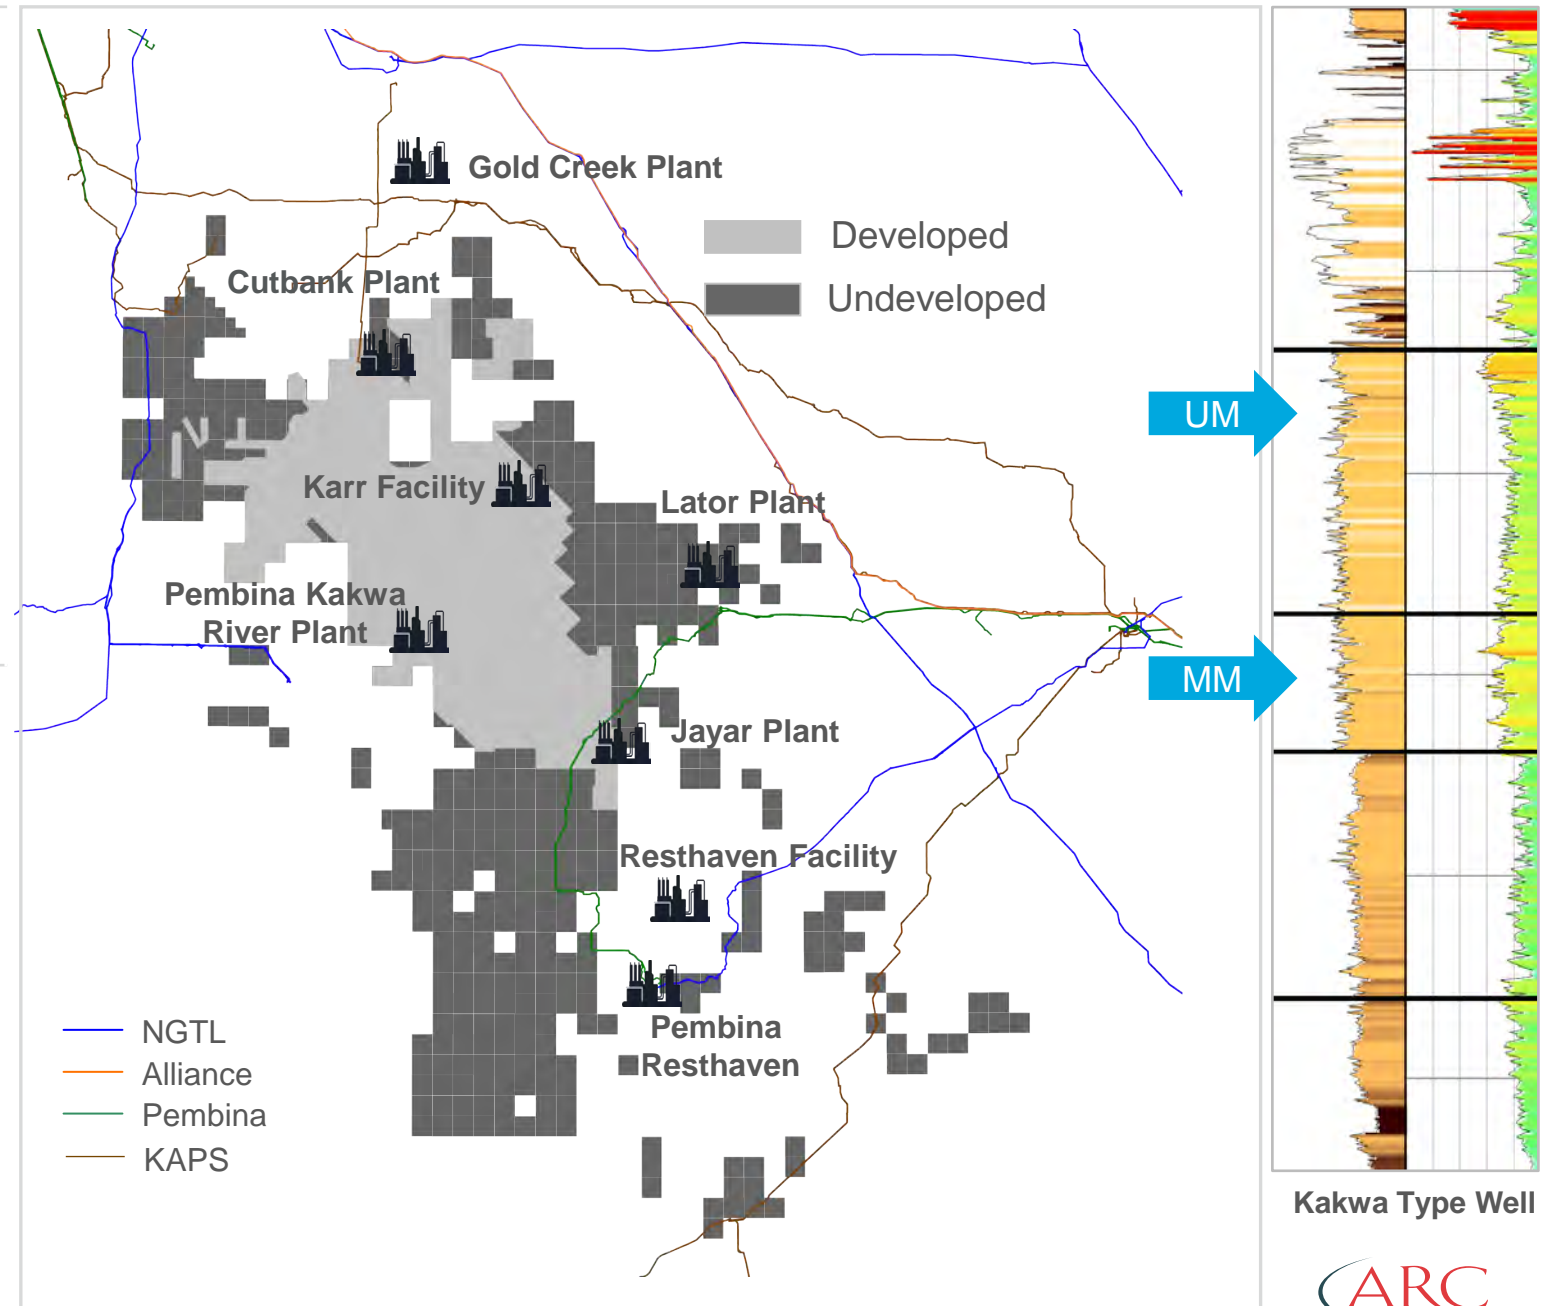 Gold Creek Plant
Developed
Undeveloped
Cutbank Plant
UM
Karr Facility
Lator Plant
Pembina Kakwa
River Plant
MM
Jayar Plant
Resthaven Facility
Pembina
Resthaven
NGTL
Alliance
Pembina
KAPS
Kakwa Type Well
ARC